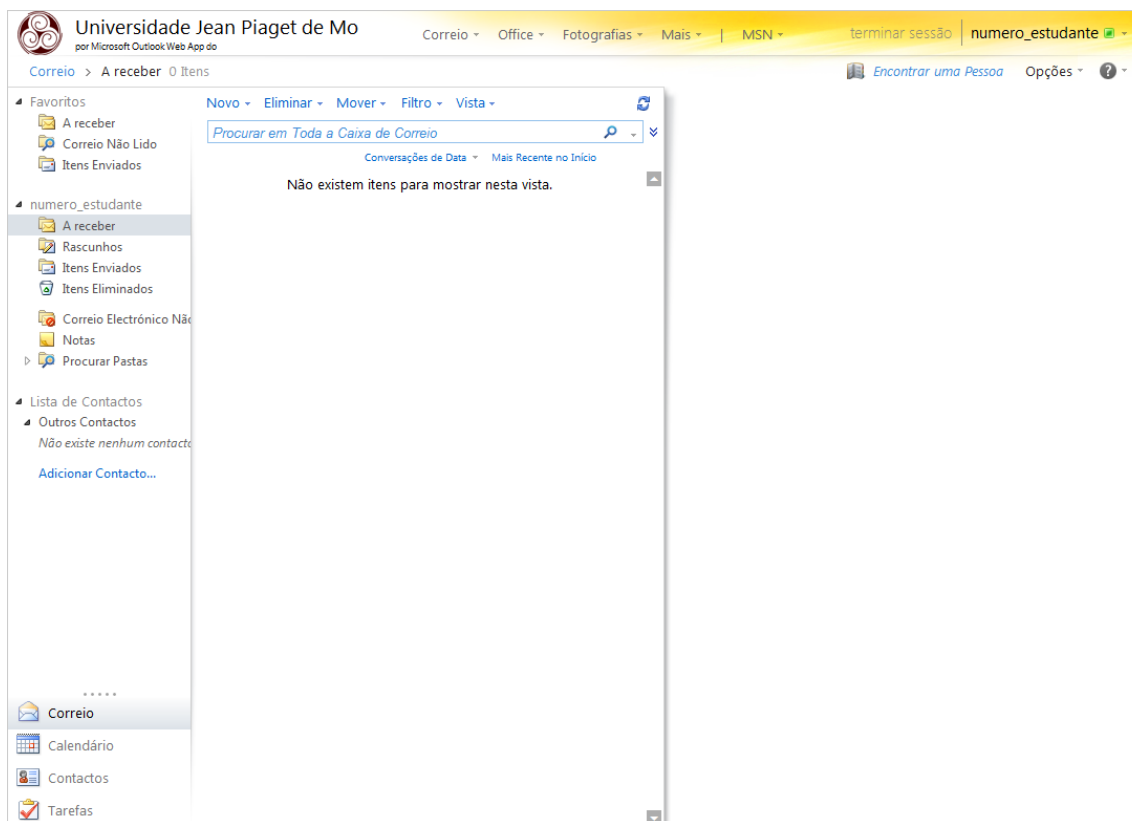 Universidade Jean Piaget de Mo
por Microsoft Outlook Web App do
Correio Office Fotografias Mais | MSN
terminar sessão numero_estudante
Correio > A receber 0 Itens
Encontrar uma Pessoa Opções ?
Favoritos
A receber
Correio Não Lido
Itens Enviados
numero_estudante
A receber
Rascunhos
Itens Enviados
Itens Eliminados
Correio Electrónico Nã
Notas
Procurar Pastas
Lista de Contactos
Outros Contactos
Não existe nenhum contacto
Adicionar Contacto...
Novo Eliminar Mover Filtro Vista
Procurar em Toda a Caixa de Correio
Conversações de Data Mais Recente no Início
Não existem itens para mostrar nesta vista.
Correio
Calendário
Contactos
Tarefas